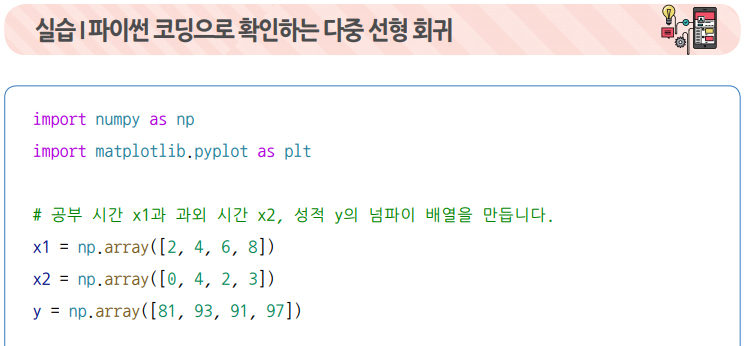 실습 I 파이썬 코딩으로 확인하는 다중 선형 회귀
import numpy as np
import matplotlib.pyplot as plt
# 공부 시간 x1과 과외 시간 x2, 성적 y의 넘파이 배열을 만듭니다.
x1 = np.array([2, 4, 6, 8])
x2 = np.array([0, 4, 2, 3])
y = np.array([81, 93, 91, 97])